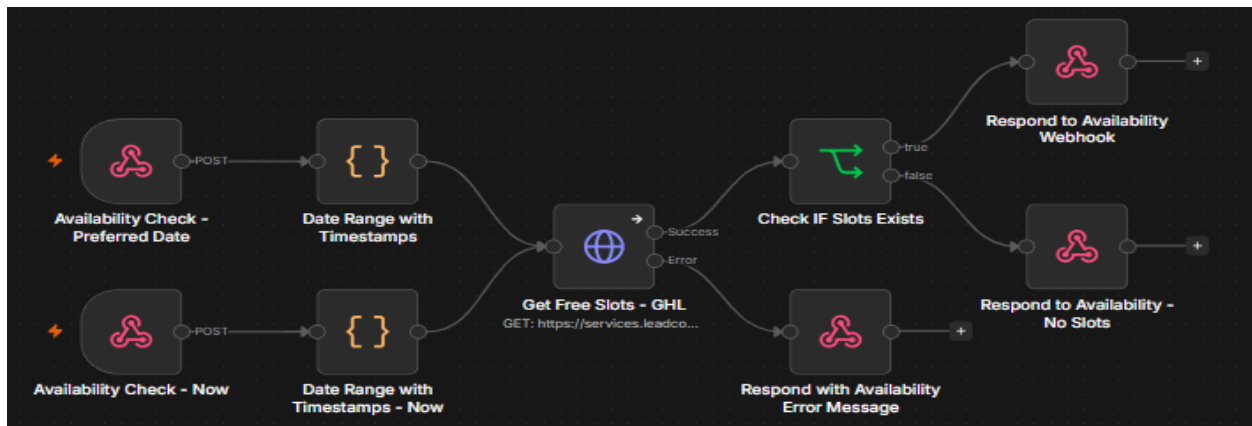 Respond to Availability
Webhook
true
false
POST
Availability Check -
Preferred Date
Date Range with
Timestamps
Check IF Slots Exists
Success
Error
Get Free Slots - GHL
GET: https://services.leadco...
Respond to Availability -
No Slots
POST
Availability Check - Now
Date Range with
Timestamps - Now
Respond with Availability
Error Message